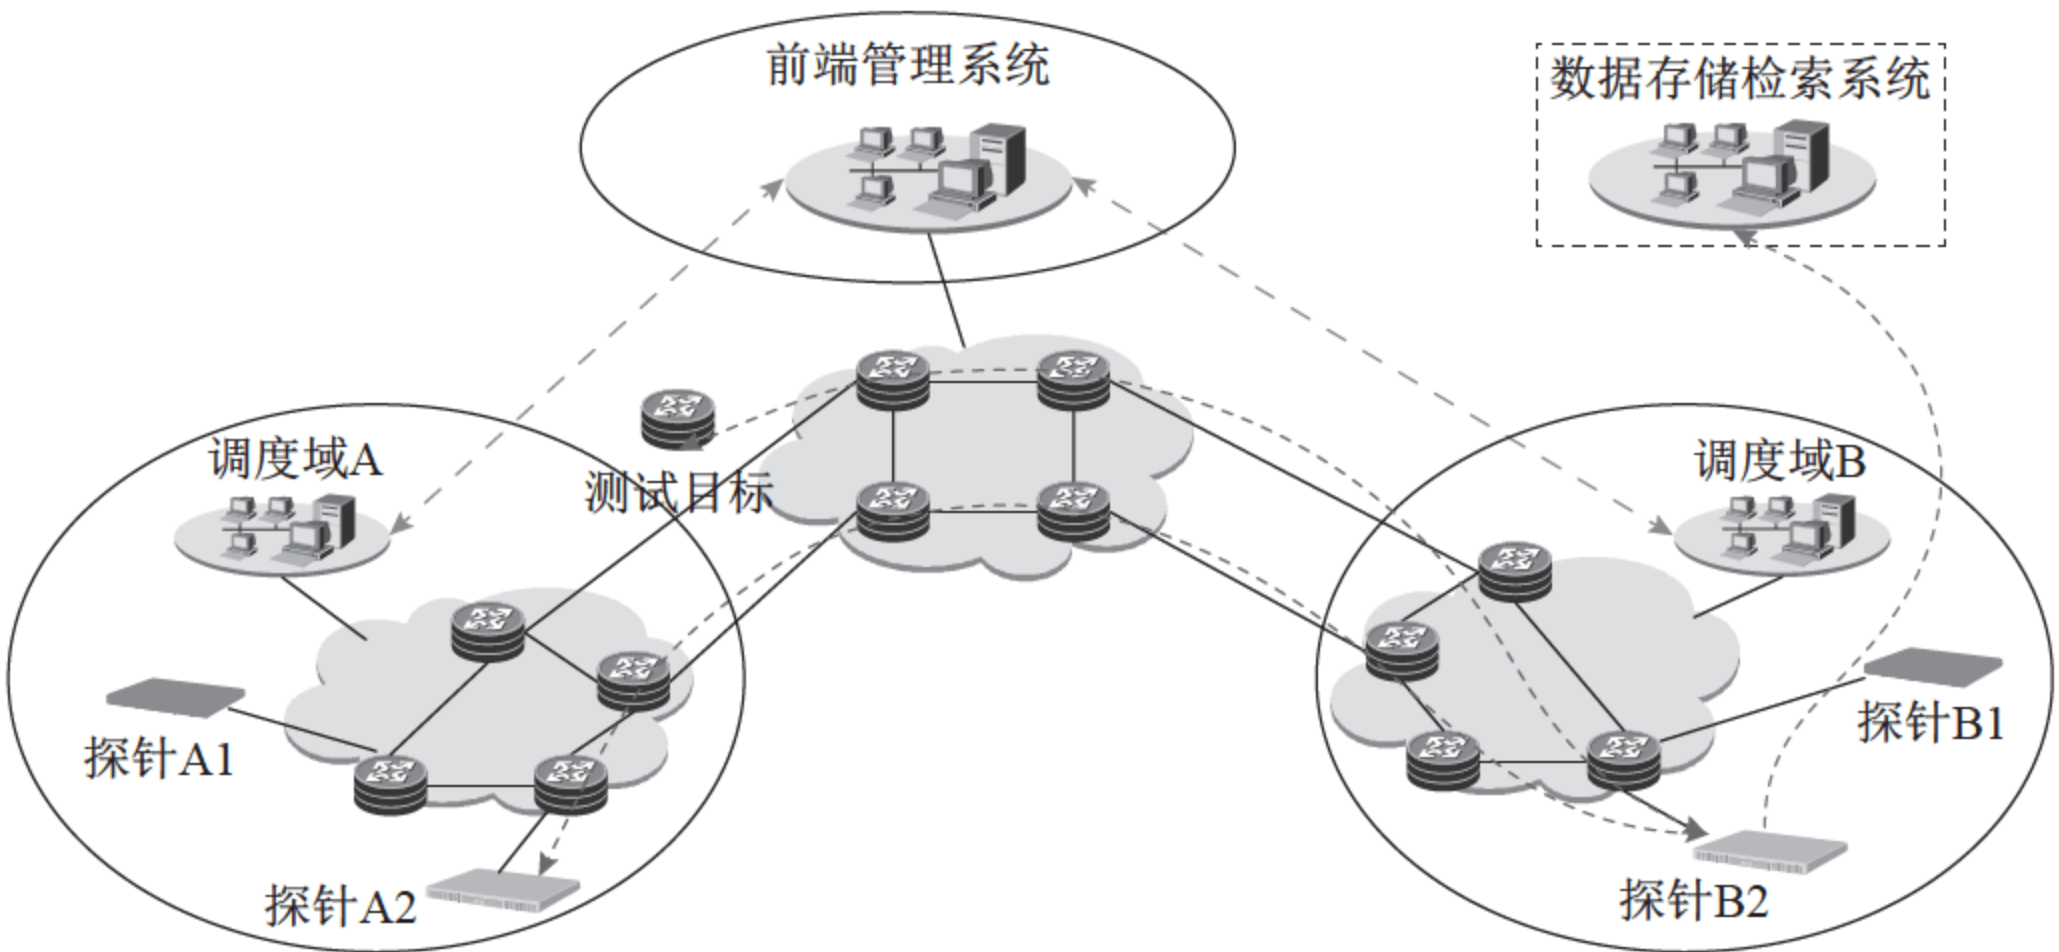 前端管理系统
数据存储检索系统
调度域A
测试目标
调度域B
探针A1
探针B1
探针A2
探针B2